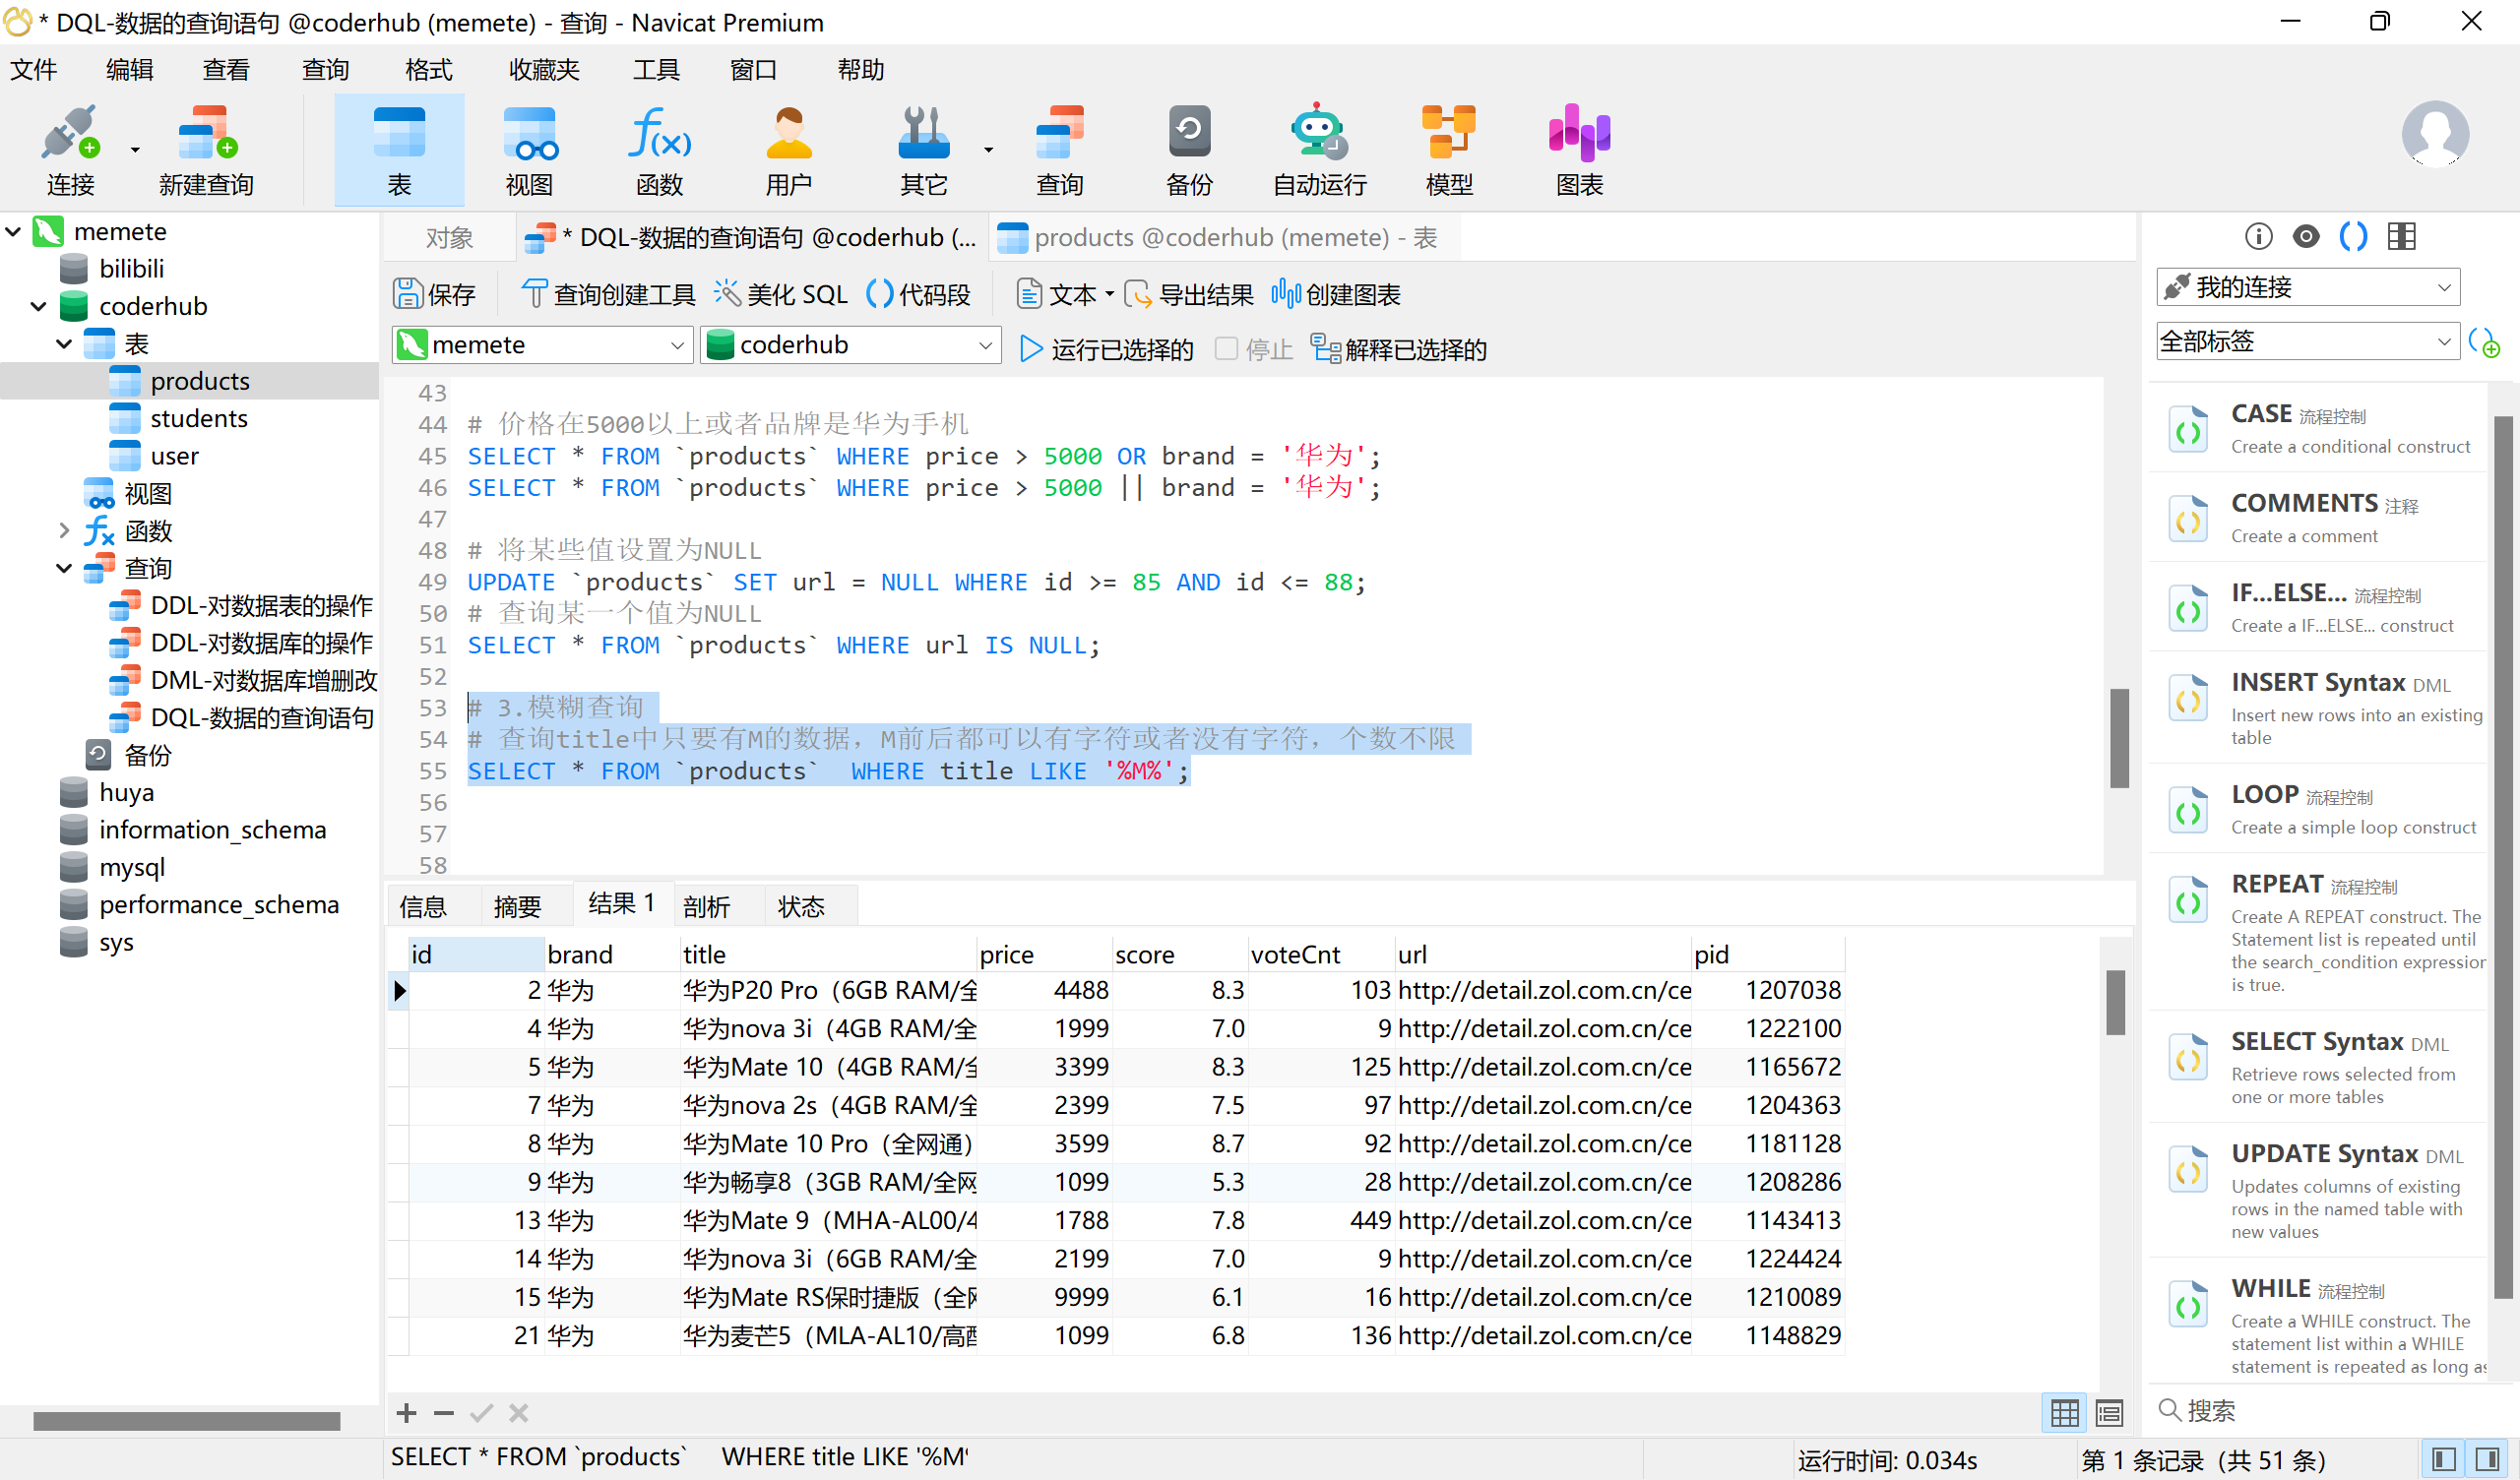 * DQL-数据的查询语句 @coderhub (memete) - 查询 - Navicat Premium
文件 编辑 查看 查询 格式 收藏夹 工具 窗口 帮助
连接 新建查询 表 视图 函数 用户 其它 查询 备份 自动运行 模型 图表
memete
bilibili
coderhub
表
products
students
user
视图
函数
查询
DDL-对数据表的操作
DDL-对数据库的操作
DML-对数据库增删改
DQL-数据的查询语句
备份
huya
information_schema
mysql
performance_schema
sys
对象 * DQL-数据的查询语句 @coderhub (... products @coderhub (memete) - 表
保存 查询创建工具 美化 SQL 代码段 文本 导出结果 创建图表
memete coderhub 运行已选择的 停止 解释已选择的
43
44 # 价格在5000以上或者品牌是华为手机
45 SELECT * FROM `products` WHERE price > 5000 OR brand = '华为';
46 SELECT * FROM `products` WHERE price > 5000 || brand = '华为';
47
48 # 将某些值设置为NULL
49 UPDATE `products` SET url = NULL WHERE id >= 85 AND id <= 88;
50 # 查询某一个值为NULL
51 SELECT * FROM `products` WHERE url IS NULL;
52
53 # 3.模糊查询
54 # 查询title中只要有M的数据，M前后都可以有字符或者没有字符，个数不限
55 SELECT * FROM `products`  WHERE title LIKE '%M%';
56
57
58
信息 摘要 结果 1 剖析 状态
id brand title price score voteCnt url pid
2 华为 华为P20 Pro（6GB RAM/全 4488 8.3 103 http://detail.zol.com.cn/ce 1207038
4 华为 华为nova 3i（4GB RAM/全 1999 7.0 9 http://detail.zol.com.cn/ce 1222100
5 华为 华为Mate 10（4GB RAM/全 3399 8.3 125 http://detail.zol.com.cn/ce 1165672
7 华为 华为nova 2s（4GB RAM/全 2399 7.5 97 http://detail.zol.com.cn/ce 1204363
8 华为 华为Mate 10 Pro（全网通） 3599 8.7 92 http://detail.zol.com.cn/ce 1181128
9 华为 华为畅享8（3GB RAM/全网 1099 5.3 28 http://detail.zol.com.cn/ce 1208286
13 华为 华为Mate 9（MHA-AL00/4 1788 7.8 449 http://detail.zol.com.cn/ce 1143413
14 华为 华为nova 3i（6GB RAM/全 2199 7.0 9 http://detail.zol.com.cn/ce 1224424
15 华为 华为Mate RS保时捷版（全网 9999 6.1 16 http://detail.zol.com.cn/ce 1210089
21 华为 华为麦芒5（MLA-AL10/高配 1099 6.8 136 http://detail.zol.com.cn/ce 1148829
SELECT * FROM `products`  WHERE title LIKE '%M%' 运行时间: 0.034s 第 1 条记录（共 51 条）
我的连接
全部标签
CASE 流程控制
Create a conditional construct
COMMENTS 注释
Create a comment
IF...ELSE... 流程控制
Create a IF...ELSE... construct
INSERT Syntax DML
Insert new rows into an existing
table
LOOP 流程控制
Create a simple loop construct
REPEAT 流程控制
Create A REPEAT construct. The
Statement list is repeated until
the search_condition expression
is true.
SELECT Syntax DML
Retrieve rows selected from
one or more tables
UPDATE Syntax DML
Updates columns of existing
rows in the named table with
new values
WHILE 流程控制
Create a WHILE construct. The
statement list within a WHILE
statement is repeated as long as
搜索